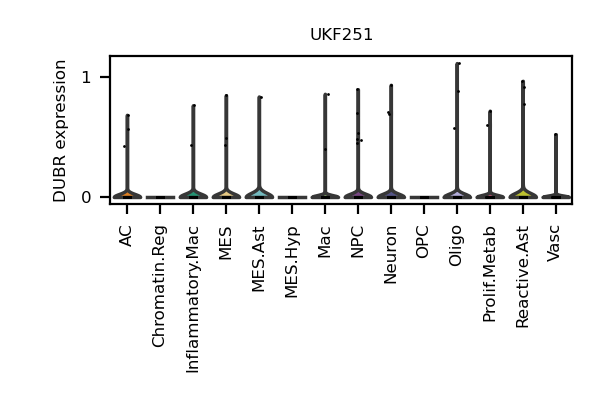 UKF251
DUBR expression
1
0
AC
Chromatin.Reg
Inflammatory.Mac
MES
MES.Ast
MES.Hyp
Mac
NPC
Neuron
OPC
Oligo
Prolif.Metab
Reactive.Ast
Vasc